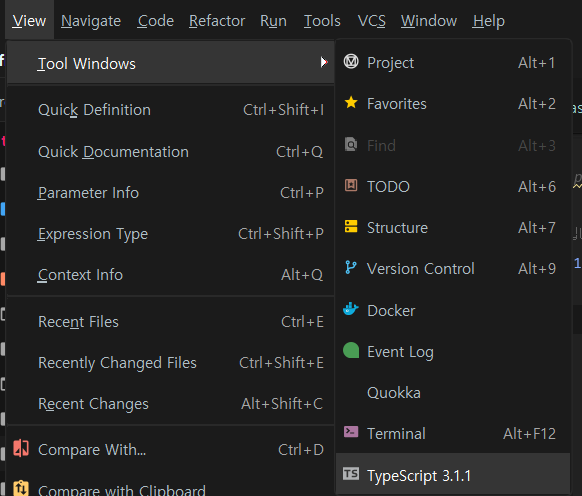 View Navigate Code Refactor Run Tools VCS Window Help
Tool Windows
Quick Definition Ctrl+Shift+I
Quick Documentation Ctrl+Q
Parameter Info Ctrl+P
Expression Type Ctrl+Shift+P
Context Info Alt+Q
Recent Files Ctrl+E
Recently Changed Files Ctrl+Shift+E
Recent Changes Alt+Shift+C
Compare With... Ctrl+D
Compare with Clipboard
Project Alt+1
Favorites Alt+2
Find Alt+3
TODO Alt+6
Structure Alt+7
Version Control Alt+9
Docker
Event Log
Quokka
Terminal Alt+F12
TS TypeScript 3.1.1